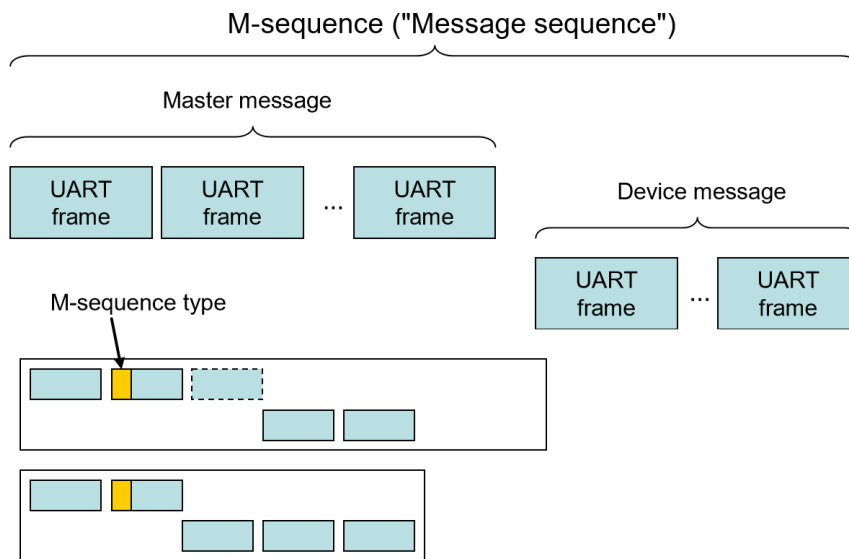 M-sequence ("Message sequence")
Master message
UART
frame
UART
frame
...
UART
frame
Device message
UART
frame
...
UART
frame
M-sequence type